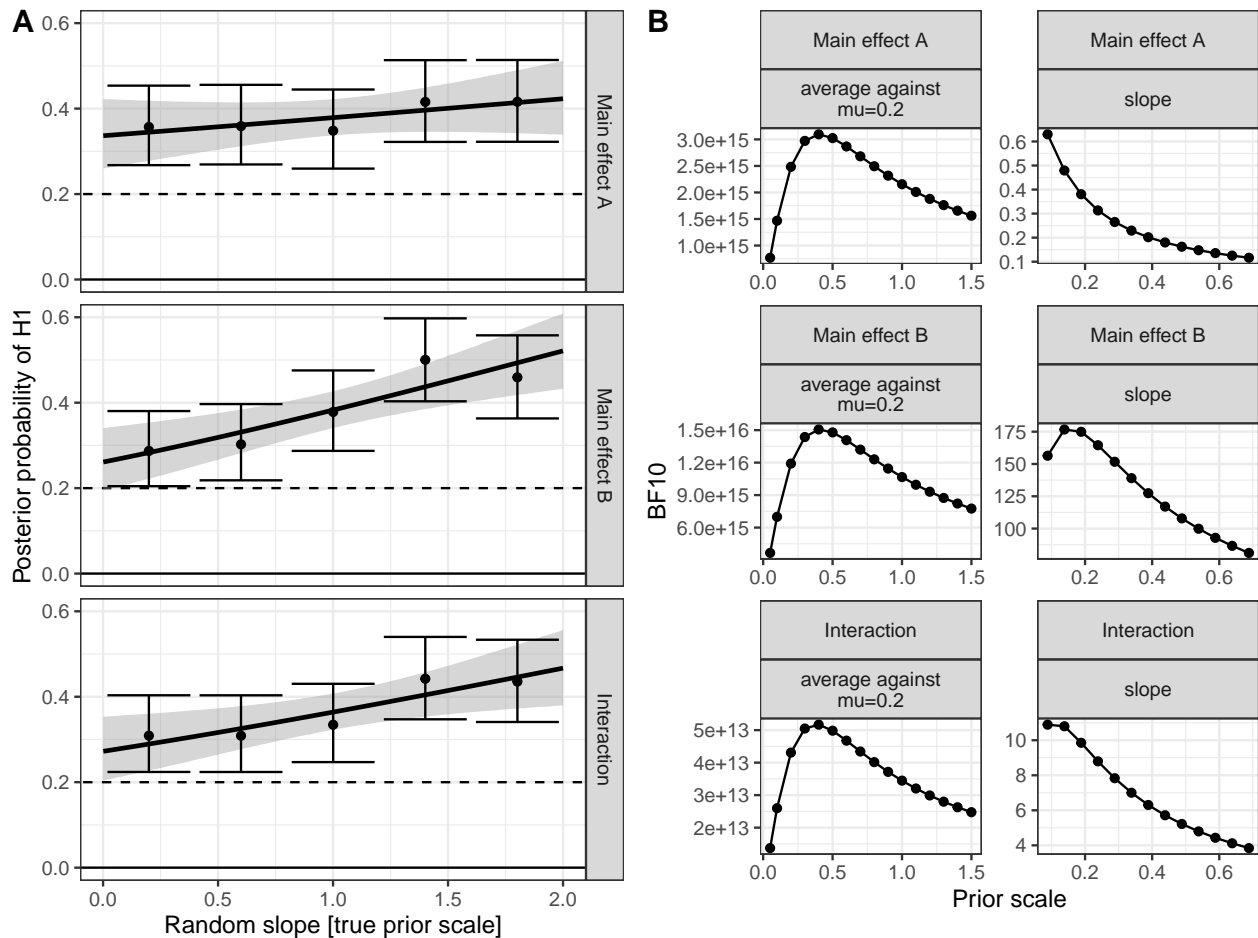 A
Posterior probability of H1
0.6
0.4
0.2
0.0
Main effect A
0.6
0.4
0.2
0.0
Main effect B
0.6
0.4
0.2
0.0
Interaction
0.0 0.5 1.0 1.5 2.0
Random slope [true prior scale]
B
BF10
Main effect A
average against
mu=0.2
3.0e+15
2.5e+15
2.0e+15
1.5e+15
1.0e+15
0.0 0.5 1.0 1.5
Main effect A
slope
0.6
0.5
0.4
0.3
0.2
0.1
0.2 0.4 0.6
Main effect B
average against
mu=0.2
1.5e+16
1.2e+16
9.0e+15
6.0e+15
0.0 0.5 1.0 1.5
Main effect B
slope
175
150
125
100
0.2 0.4 0.6
Interaction
average against
mu=0.2
5e+13
4e+13
3e+13
2e+13
0.0 0.5 1.0 1.5
Interaction
slope
10
8
6
4
0.2 0.4 0.6
Prior scale